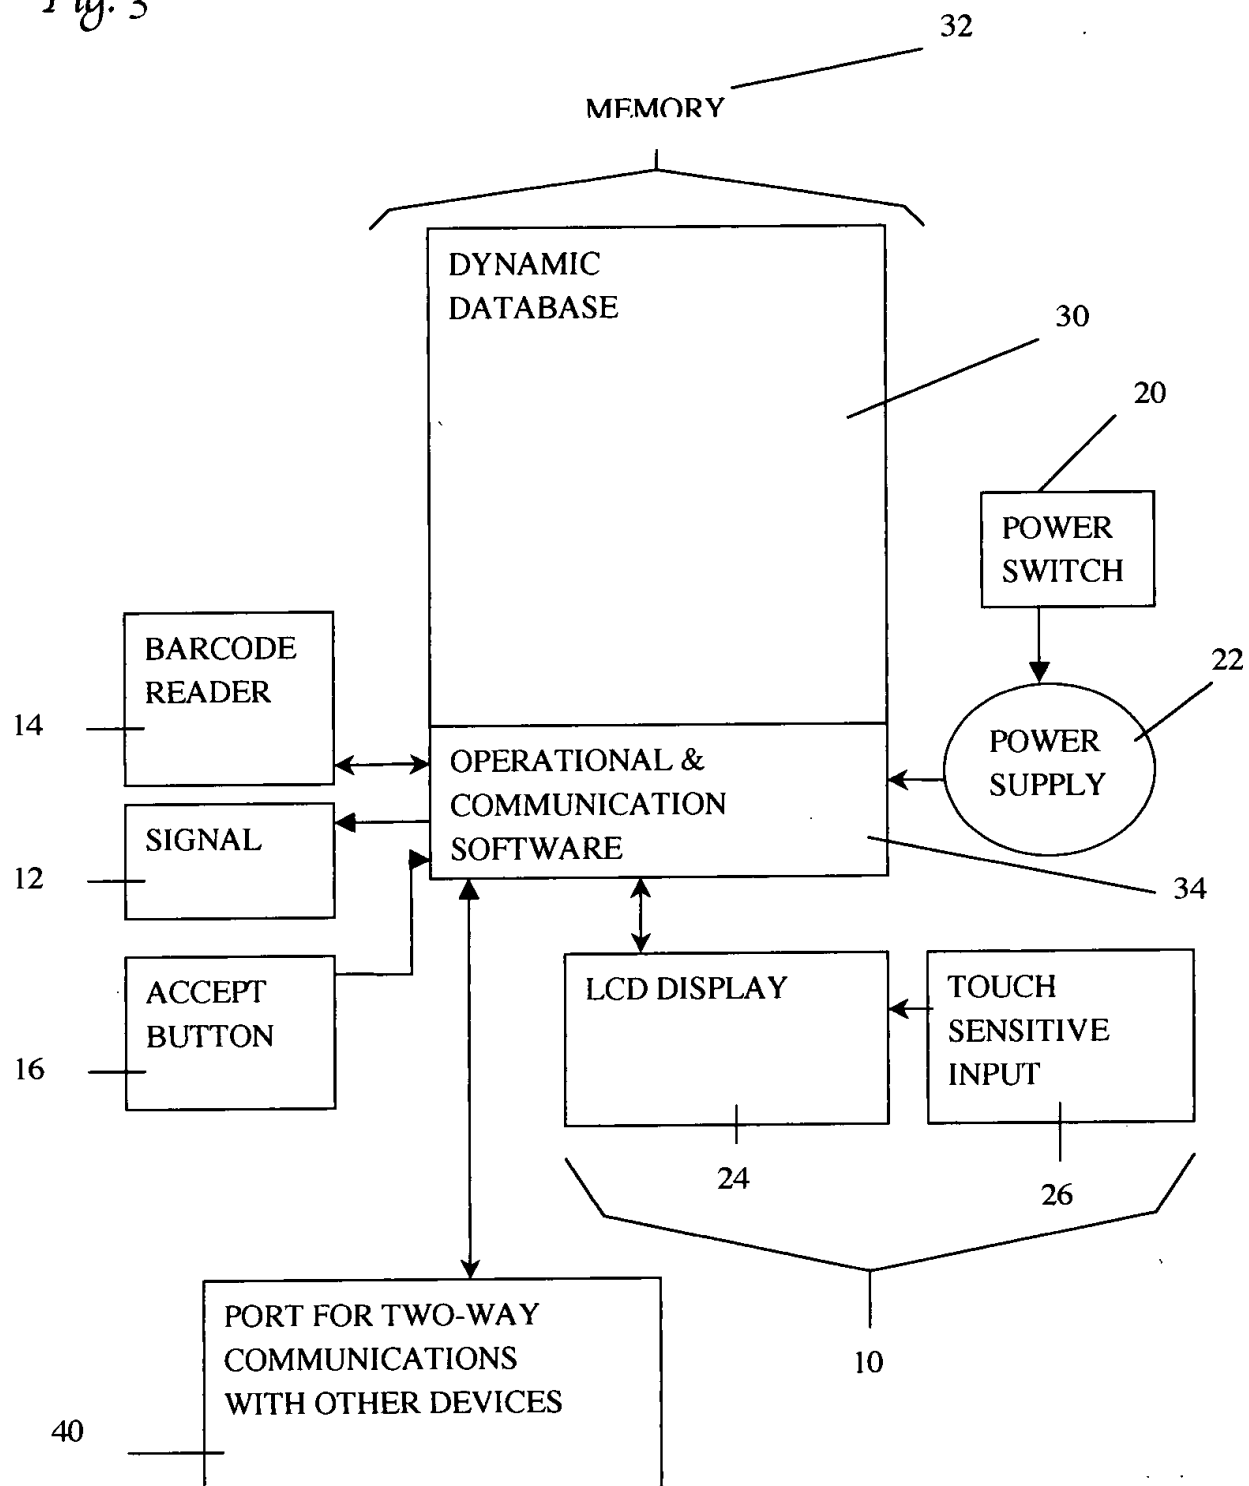 Fig. 3
32
MEMORY
DYNAMIC
DATABASE
30
20
POWER
SWITCH
BARCODE
READER
22
14
POWER
SUPPLY
OPERATIONAL &
COMMUNICATION
SOFTWARE
SIGNAL
12
34
ACCEPT
BUTTON
LCD DISPLAY
TOUCH
SENSITIVE
INPUT
16
24
26
PORT FOR TWO-WAY
COMMUNICATIONS
WITH OTHER DEVICES
10
40